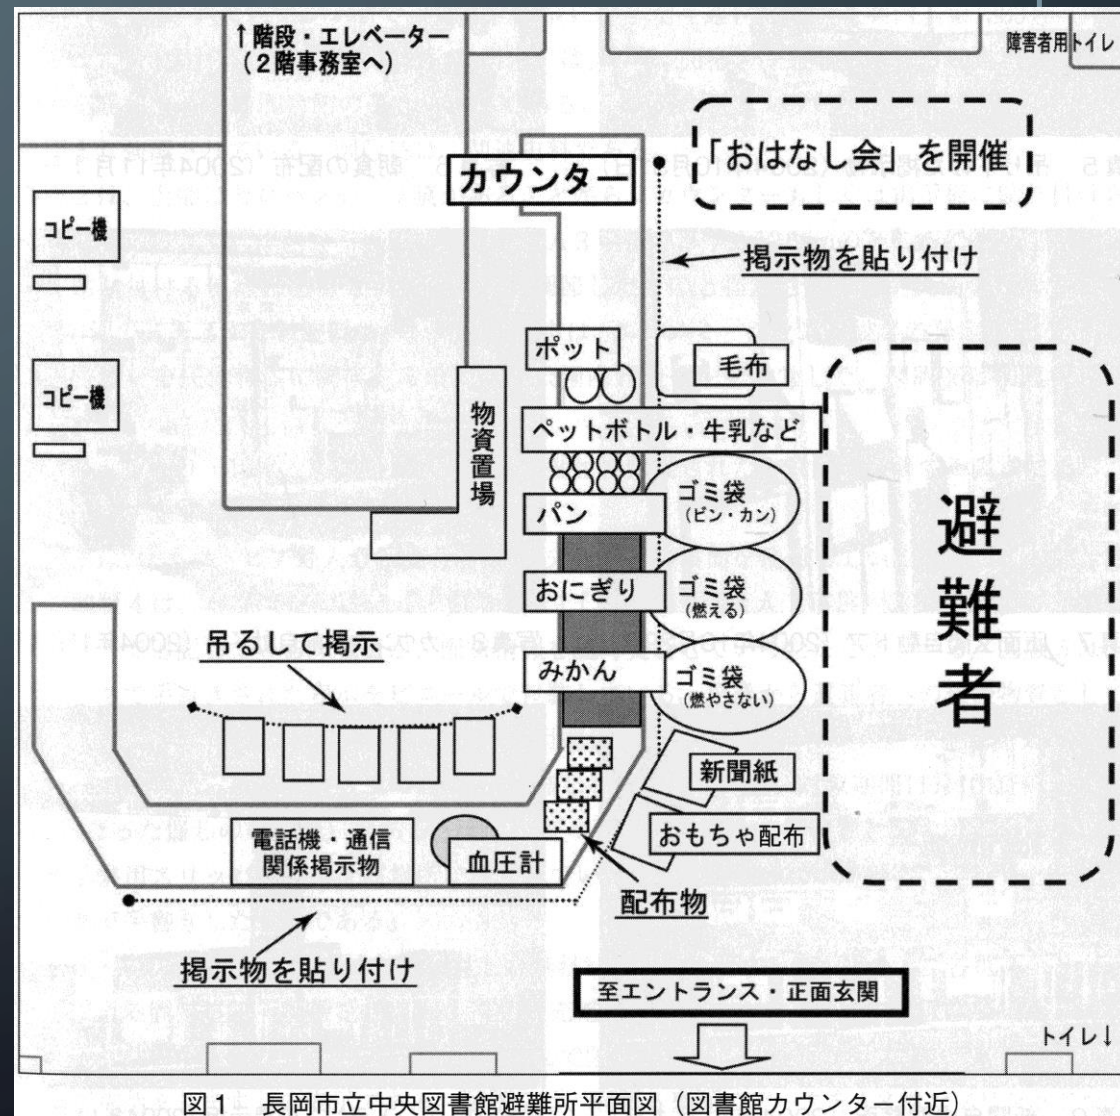 ↑階段・エレベーター
(2階事務室へ)
障害者用トイレ
「おはなし会」を開催
カウンター
コピー機
掲示物を貼り付け
ポット
毛布
コピー機
物資置場
ペットボトル・牛乳など
ゴミ袋
(ビン・カン)
パン
避難者
おにぎり
ゴミ袋
(燃える)
吊るして掲示
みかん
ゴミ袋
(燃やさない)
新聞紙
おもちゃ配布
電話機・通信
関係掲示物
血圧計
配布物
掲示物を貼り付け
至エントランス・正面玄関
トイレ↓
図1 長岡市立中央図書館避難所平面図(図書館カウンター付近)